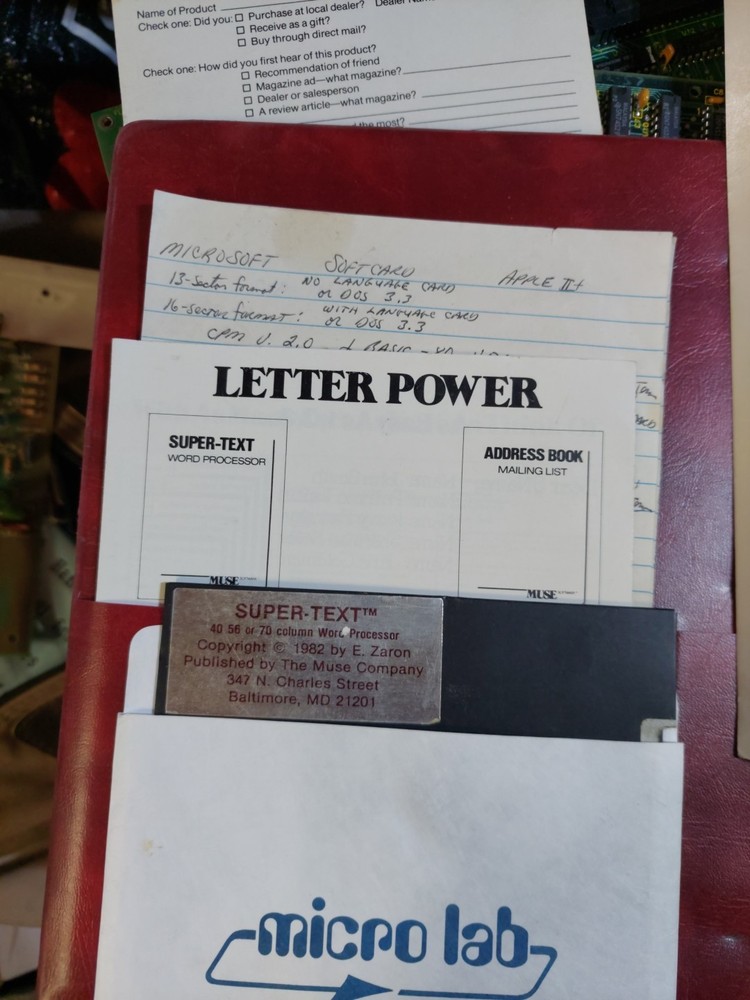 Name of Product
Check one: Did you: □ Purchase at local dealer? Dealer
□ Receive as a gift?
□ Buy through direct mail?
Check one: How did you first hear of this product?
□ Recommendation of friend
□ Magazine ad—what magazine?
□ Dealer or salesperson
□ A review article—what magazine?
the most?
MICROSOFT SOFTCARD APPLE II+
13-Sector format: NO LANGUAGE CARD
or DOS 3.3
16-sector format: WITH LANGUAGE CARD
or DOS 3.3
CPM V. 2.0 BASIC
LETTER POWER
SUPER-TEXT
WORD PROCESSOR
MUSE
ADDRESS BOOK
MAILING LIST
MUSE
SUPER-TEXT™
40 56 or 70 column Word Processor
Copyright © 1982 by E. Zaron
Published by The Muse Company
347 N. Charles Street
Baltimore, MD 21201
micro lab